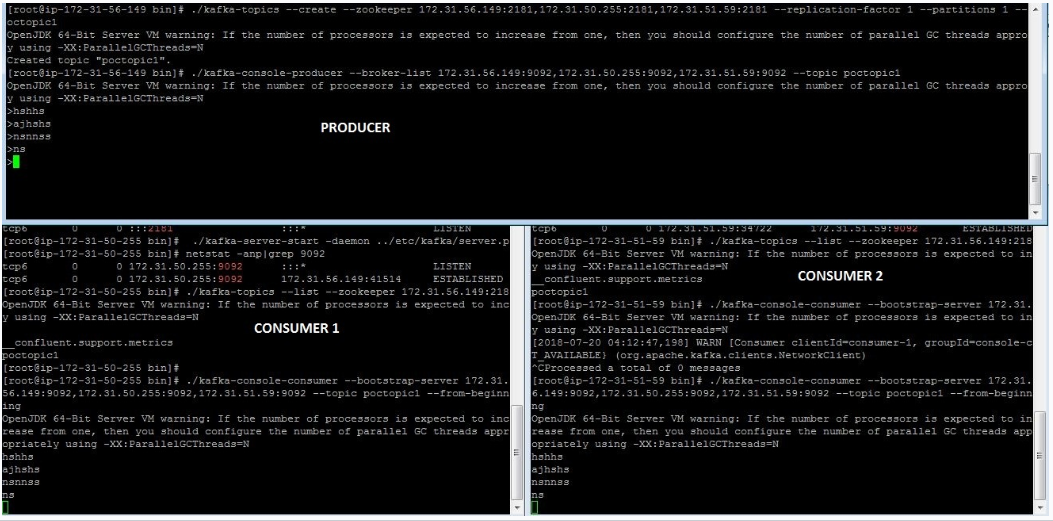 [root@ip-172-31-56-149 bin]# ./kafka-topics --create --zookeeper 172.31.56.149:2181,172.31.50.255:2181,172.31.51.59:2181 --replication-factor 1 --partitions 1 --
octopic1
OpenJDK 64-Bit Server VM warning: If the number of processors is expected to increase from one, then you should configure the number of parallel GC threads appro
y using -XX:ParallelGCThreads=N
Created topic "poctopic1".
[root@ip-172-31-56-149 bin]# ./kafka-console-producer --broker-list 172.31.56.149:9092,172.31.50.255:9092,172.31.51.59:9092 --topic poctopic1
OpenJDK 64-Bit Server VM warning: If the number of processors is expected to increase from one, then you should configure the number of parallel GC threads appro
y using -XX:ParallelGCThreads=N
>hshhs
>ajhshs
>nsnnss
>ns
>
PRODUCER
tcp6 0 0 :::2181 :::* LISTEN
[root@ip-172-31-50-255 bin]# ./kafka-server-start -daemon ../etc/kafka/server.p
[root@ip-172-31-50-255 bin]# netstat -anp|grep 9092
tcp6 0 0 172.31.50.255:9092 :::* LISTEN
tcp6 0 0 172.31.50.255:9092 172.31.56.149:41514 ESTABLISHED
[root@ip-172-31-50-255 bin]# ./kafka-topics --list --zookeeper 172.31.56.149:218
OpenJDK 64-Bit Server VM warning: If the number of processors is expected to inc
y using -XX:ParallelGCThreads=N
CONSUMER 1
__confluent.support.metrics
poctopic1
[root@ip-172-31-50-255 bin]#
[root@ip-172-31-50-255 bin]# ./kafka-console-consumer --bootstrap-server 172.31.
56.149:9092,172.31.50.255:9092,172.31.51.59:9092 --topic poctopic1 --from-beginn
ing
OpenJDK 64-Bit Server VM warning: If the number of processors is expected to inc
rease from one, then you should configure the number of parallel GC threads appr
opriately using -XX:ParallelGCThreads=N
hshhs
ajhshs
nsnnss
ns
tcp6 0 0 172.31.51.59:34722 172.31.51.59:9092 ESTABLISHED
[root@ip-172-31-51-59 bin]# ./kafka-topics --list --zookeeper 172.31.56.149:218
OpenJDK 64-Bit Server VM warning: If the number of processors is expected to in
y using -XX:ParallelGCThreads=N
CONSUMER 2
__confluent.support.metrics
poctopic1
[root@ip-172-31-51-59 bin]# ./kafka-console-consumer --bootstrap-server 172.31.
OpenJDK 64-Bit Server VM warning: If the number of processors is expected to in
y using -XX:ParallelGCThreads=N
[2018-07-20 04:12:47,198] WARN [Consumer clientId=consumer-1, groupId=console-c
T_AVAILABLE} (org.apache.kafka.clients.NetworkClient)
^CProcessed a total of 0 messages
[root@ip-172-31-51-59 bin]# ./kafka-console-consumer --bootstrap-server 172.31.
6.149:9092,172.31.50.255:9092,172.31.51.59:9092 --topic poctopic1 --from-beginn
ng
OpenJDK 64-Bit Server VM warning: If the number of processors is expected to in
rease from one, then you should configure the number of parallel GC threads app
opriately using -XX:ParallelGCThreads=N
hshhs
ajhshs
nsnnss
ns